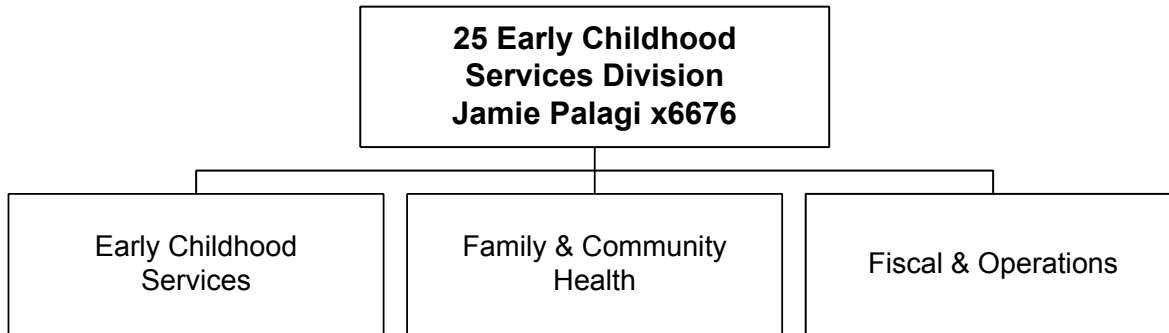 25 Early Childhood
Services Division
Jamie Palagi x6676
Early Childhood
Services
Family & Community
Health
Fiscal & Operations